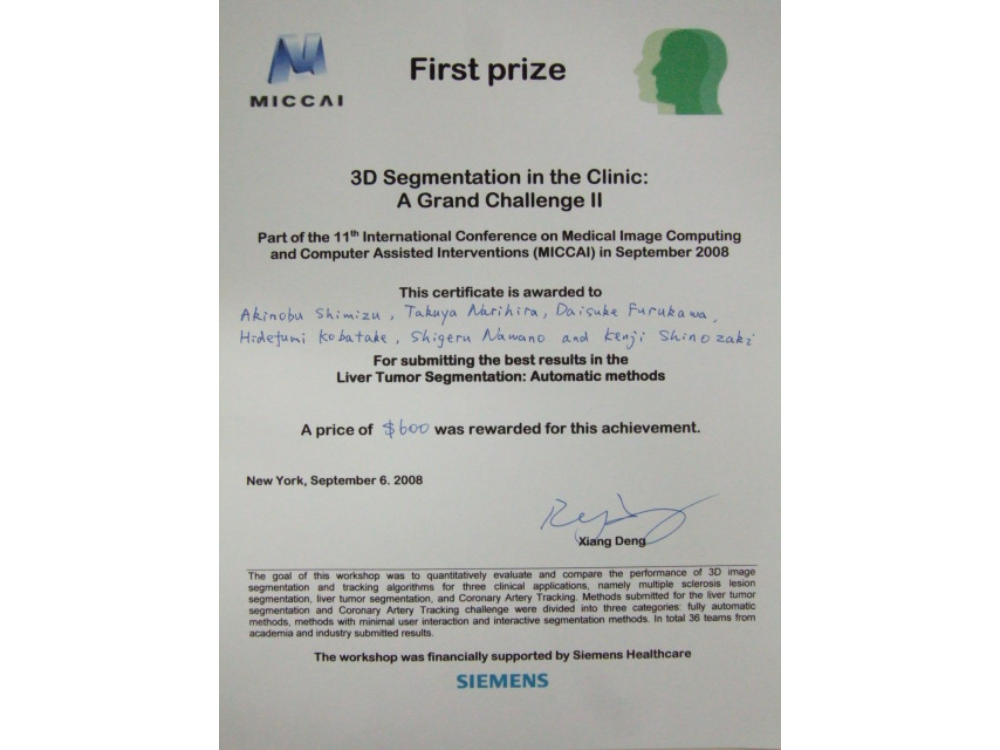 MICCAI
First prize
3D Segmentation in the Clinic:
A Grand Challenge II
Part of the 11th International Conference on Medical Image Computing
and Computer Assisted Interventions (MICCAI) in September 2008
This certificate is awarded to
Akinobu Shimizu, Takuya Narihira, Daisuke Furukawa,
Hidefumi Kobatake, Shigeru Nawano and Kenji Shinozaki
For submitting the best results in the
Liver Tumor Segmentation: Automatic methods
A price of $600 was rewarded for this achievement.
New York, September 6. 2008
Xiang Deng
The goal of this workshop was to quantitatively evaluate and compare the performance of 3D image
segmentation and tracking algorithms for three clinical applications, namely multiple sclerosis lesion
segmentation, liver tumor segmentation, and Coronary Artery Tracking. Methods submitted for the liver tumor
segmentation and Coronary Artery Tracking challenge were divided into three categories: fully automatic
methods, methods with minimal user interaction and interactive segmentation methods. In total 36 teams from
academia and industry submitted results.
The workshop was financially supported by Siemens Healthcare
SIEMENS